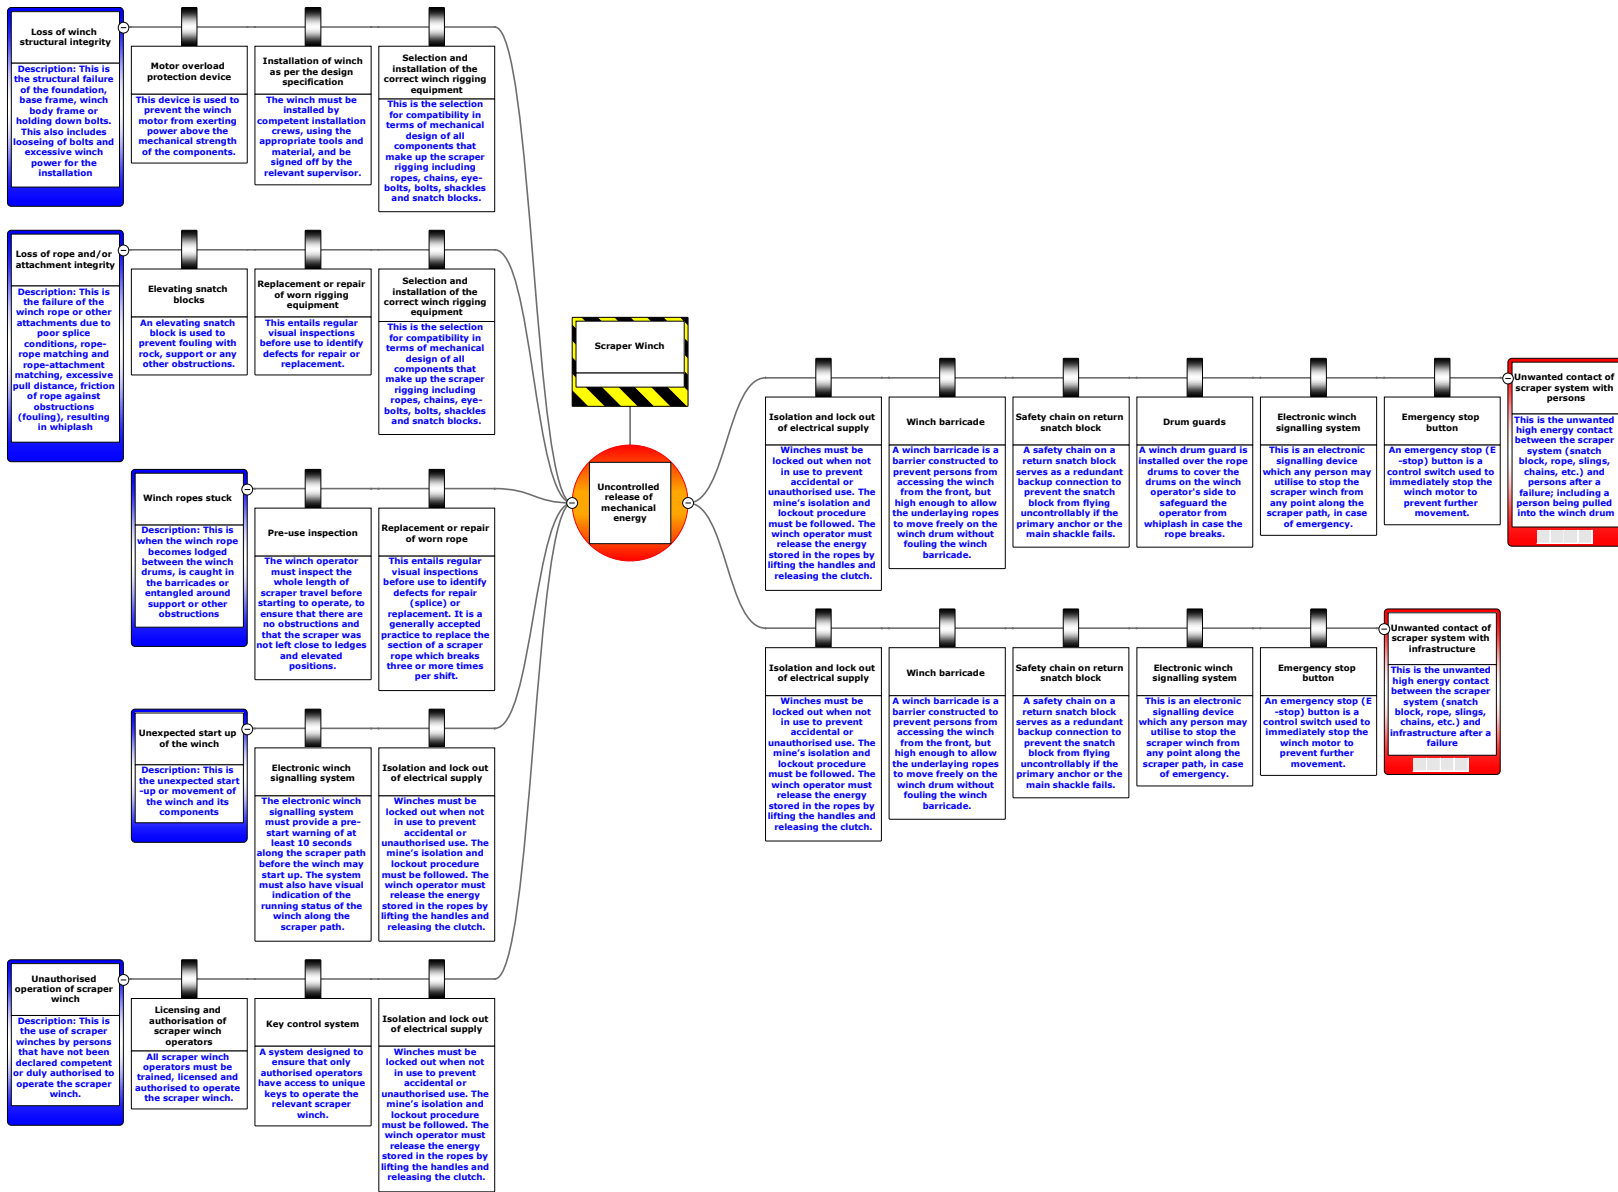 Loss of winch
structural integrity
Description: This is
the structural failure
of the foundation,
base frame, winch
body frame or
holding down bolts.
This also includes
looseing of bolts and
excessive winch
power for the
installation
Motor overload
protection device
This device is used to
prevent the winch
motor from exerting
power above the
mechanical strength
of the components.
Installation of winch
as per the design
specification
The winch must be
installed by
competent installation
crews, using the
appropriate tools and
material, and be
signed off by the
relevant supervisor.
Selection and
installation of the
correct winch rigging
equipment
This is the selection
for compatibility in
terms of mechanical
design of all
components that
make up the scraper
rigging including
ropes, chains, eye-
bolts, bolts, shackles
and snatch blocks.
Loss of rope and/or
attachment integrity
Description: This is
the failure of the
winch rope or other
attachments due to
poor splice
conditions, rope-
rope matching and
rope-attachment
matching, excessive
pull distance, friction
of rope against
obstructions
(fouling), resulting
in whiplash
Elevating snatch
blocks
An elevating snatch
block is used to
prevent fouling with
rock, support or any
other obstructions.
Replacement or repair
of worn rigging
equipment
This entails regular
visual inspections
before use to identify
defects for repair or
replacement.
Selection and
installation of the
correct winch rigging
equipment
This is the selection
for compatibility in
terms of mechanical
design of all
components that
make up the scraper
rigging including
ropes, chains, eye-
bolts, bolts, shackles
and snatch blocks.
Winch ropes stuck
Description: This is
when the winch rope
becomes lodged
between the winch
drums, is caught in
the barricades or
entangled around
support or other
obstructions
Pre-use inspection
The winch operator
must inspect the
whole length of
scraper travel before
starting to operate, to
ensure that there are
no obstructions and
that the scraper was
not left close to ledges
and elevated
positions.
Replacement or repair
of worn rope
This entails regular
visual inspections
before use to identify
defects for repair
(splice) or
replacement. It is a
generally accepted
practice to replace the
section of a scraper
rope which breaks
three or more times
per shift.
Unexpected start up
of the winch
Description: This is
the unexpected start
-up or movement of
the winch and its
components
Electronic winch
signalling system
The electronic winch
signalling system
must provide a pre-
start warning of at
least 10 seconds
along the scraper path
before the winch may
start up. The system
must also have visual
indication of the
running status of the
winch along the
scraper path.
Isolation and lock out
of electrical supply
Winches must be
locked out when not
in use to prevent
accidental or
unauthorised use. The
mine's isolation and
lockout procedure
must be followed. The
winch operator must
release the energy
stored in the ropes by
lifting the handles and
releasing the clutch.
Unauthorised
operation of scraper
winch
Description: This is
the use of scraper
winches by persons
that have not been
declared competent
or duly authorised to
operate the scraper
winch.
Licensing and
authorisation of
scraper winch
operators
All scraper winch
operators must be
trained, licensed and
authorised to operate
the scraper winch.
Key control system
A system designed to
ensure that only
authorised operators
have access to unique
keys to operate the
relevant scraper
winch.
Isolation and lock out
of electrical supply
Winches must be
locked out when not
in use to prevent
accidental or
unauthorised use. The
mine's isolation and
lockout procedure
must be followed. The
winch operator must
release the energy
stored in the ropes by
lifting the handles and
releasing the clutch.
Scraper Winch
Uncontrolled
release of
mechanical
energy
Isolation and lock out
of electrical supply
Winches must be
locked out when not
in use to prevent
accidental or
unauthorised use. The
mine's isolation and
lockout procedure
must be followed. The
winch operator must
release the energy
stored in the ropes by
lifting the handles and
releasing the clutch.
Winch barricade
A winch barricade is a
barrier constructed to
prevent persons from
accessing the winch
from the front, but
high enough to allow
the underlaying ropes
to move freely on the
winch drum without
fouling the winch
barricade.
Safety chain on return
snatch block
A safety chain on a
return snatch block
serves as a redundant
backup connection to
prevent the snatch
block from flying
uncontrollably if the
primary anchor or the
main shackle fails.
Drum guards
A winch drum guard is
installed over the rope
drums to cover the
drums on the winch
operator's side to
safeguard the
operator from
whiplash in case the
rope breaks.
Electronic winch
signalling system
This is an electronic
signalling device
which any person may
utilise to stop the
scraper winch from
any point along the
scraper path, in case
of emergency.
Emergency stop
button
An emergency stop (E
-stop) button is a
control switch used to
immediately stop the
winch motor to
prevent further
movement.
Unwanted contact of
scraper system with
persons
This is the unwanted
high energy contact
between the scraper
system (snatch
block, rope, slings,
chains, etc.) and
persons after a
failure; including a
person being pulled
into the winch drum
Isolation and lock out
of electrical supply
Winches must be
locked out when not
in use to prevent
accidental or
unauthorised use. The
mine's isolation and
lockout procedure
must be followed. The
winch operator must
release the energy
stored in the ropes by
lifting the handles and
releasing the clutch.
Winch barricade
A winch barricade is a
barrier constructed to
prevent persons from
accessing the winch
from the front, but
high enough to allow
the underlaying ropes
to move freely on the
winch drum without
fouling the winch
barricade.
Safety chain on return
snatch block
A safety chain on a
return snatch block
serves as a redundant
backup connection to
prevent the snatch
block from flying
uncontrollably if the
primary anchor or the
main shackle fails.
Electronic winch
signalling system
This is an electronic
signalling device
which any person may
utilise to stop the
scraper winch from
any point along the
scraper path, in case
of emergency.
Emergency stop
button
An emergency stop (E
-stop) button is a
control switch used to
immediately stop the
winch motor to
prevent further
movement.
Unwanted contact of
scraper system with
infrastructure
This is the unwanted
high energy contact
between the scraper
system (snatch
block, rope, slings,
chains, etc.) and
infrastructure after a
failure